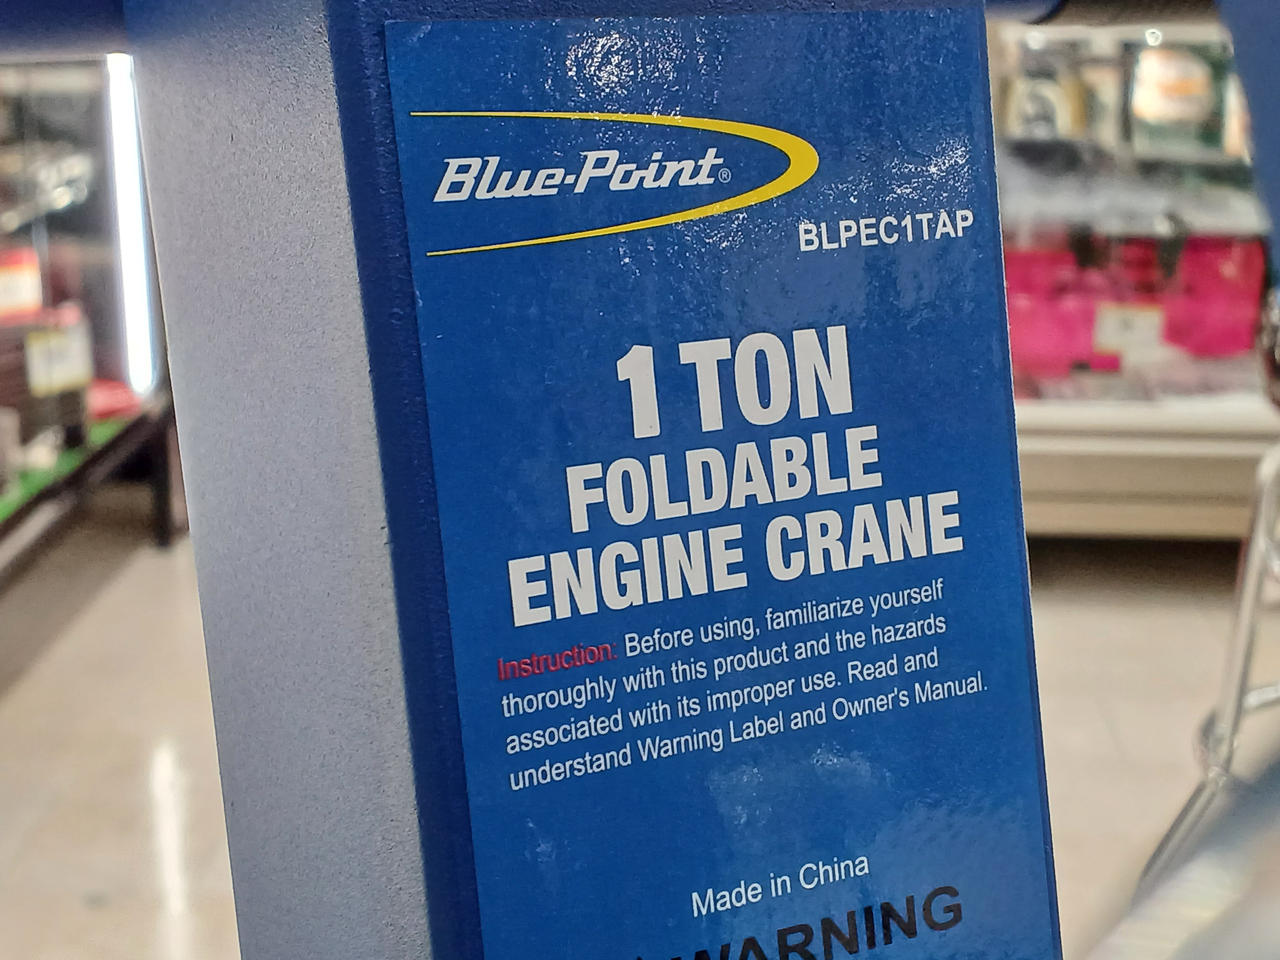 Blue-Point®
BLPEC1TAP
1 TON
FOLDABLE
ENGINE CRANE
Instruction: Before using, familiarize yourself
thoroughly with this product and the hazards
associated with its improper use. Read and
understand Warning Label and Owner's Manual.
Made in China
WARNING